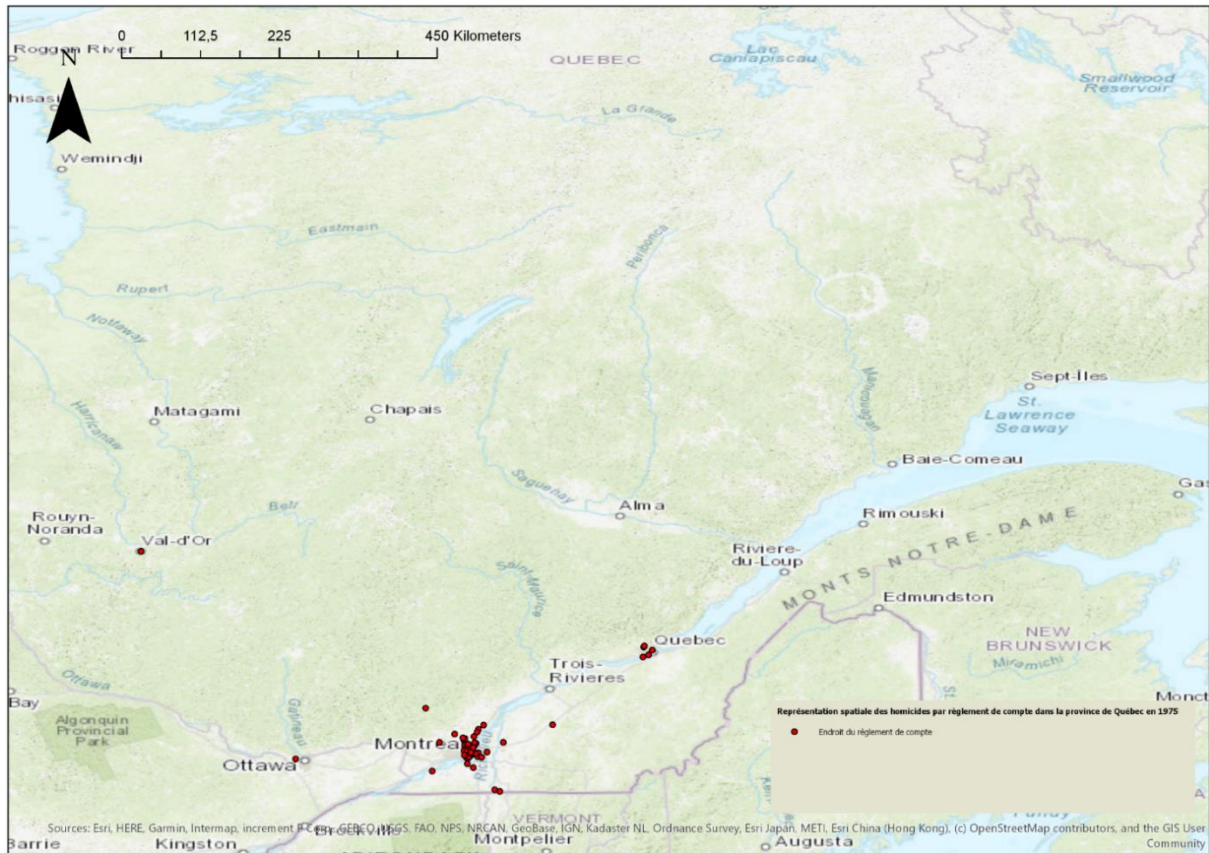 0 112,5 225 450 Kilometers
Roggan River
N
QUEBEC
Lac
Caniapiscau
Smallwood
Reservoir
hisasi
La Grande
Wemindji
Eastmain
Peribonca
Rupert
Nottaway
Manicouagan
Sept-Îles
St.
Lawrence
Seaway
Harricanaw
Matagami
Chapais
Baie-Comeau
Saguenay
Gas
Alma
Rimouski
Rouyn-
Noranda
Bell
Val-d'Or
Riviere-
du-Loup
MONTS NOTRE-DAME
Saint-Maurice
Edmundston
Quebec
NEW
BRUNSWICK
Miramichi
Trois-
Rivieres
Ottawa
Bay
Gatineau
St.
Monct
Algonquin
Provincial
Park
Représentation spatiale des homicides par règlement de compte dans la province de Québec en 1975
Endroit du règlement de compte
Montrea
Ottawa
VERMONT
Sources: Esri, HERE, Garmin, Intermap, increment P Corp., GEBCO, USGS, FAO, NPS, NRCAN, GeoBase, IGN, Kadaster NL, Ordnance Survey, Esri Japan, METI, Esri China (Hong Kong), (c) OpenStreetMap contributors, and the GIS User
Community
Barrie
Kingston
Brockville
Montpelier
Augusta